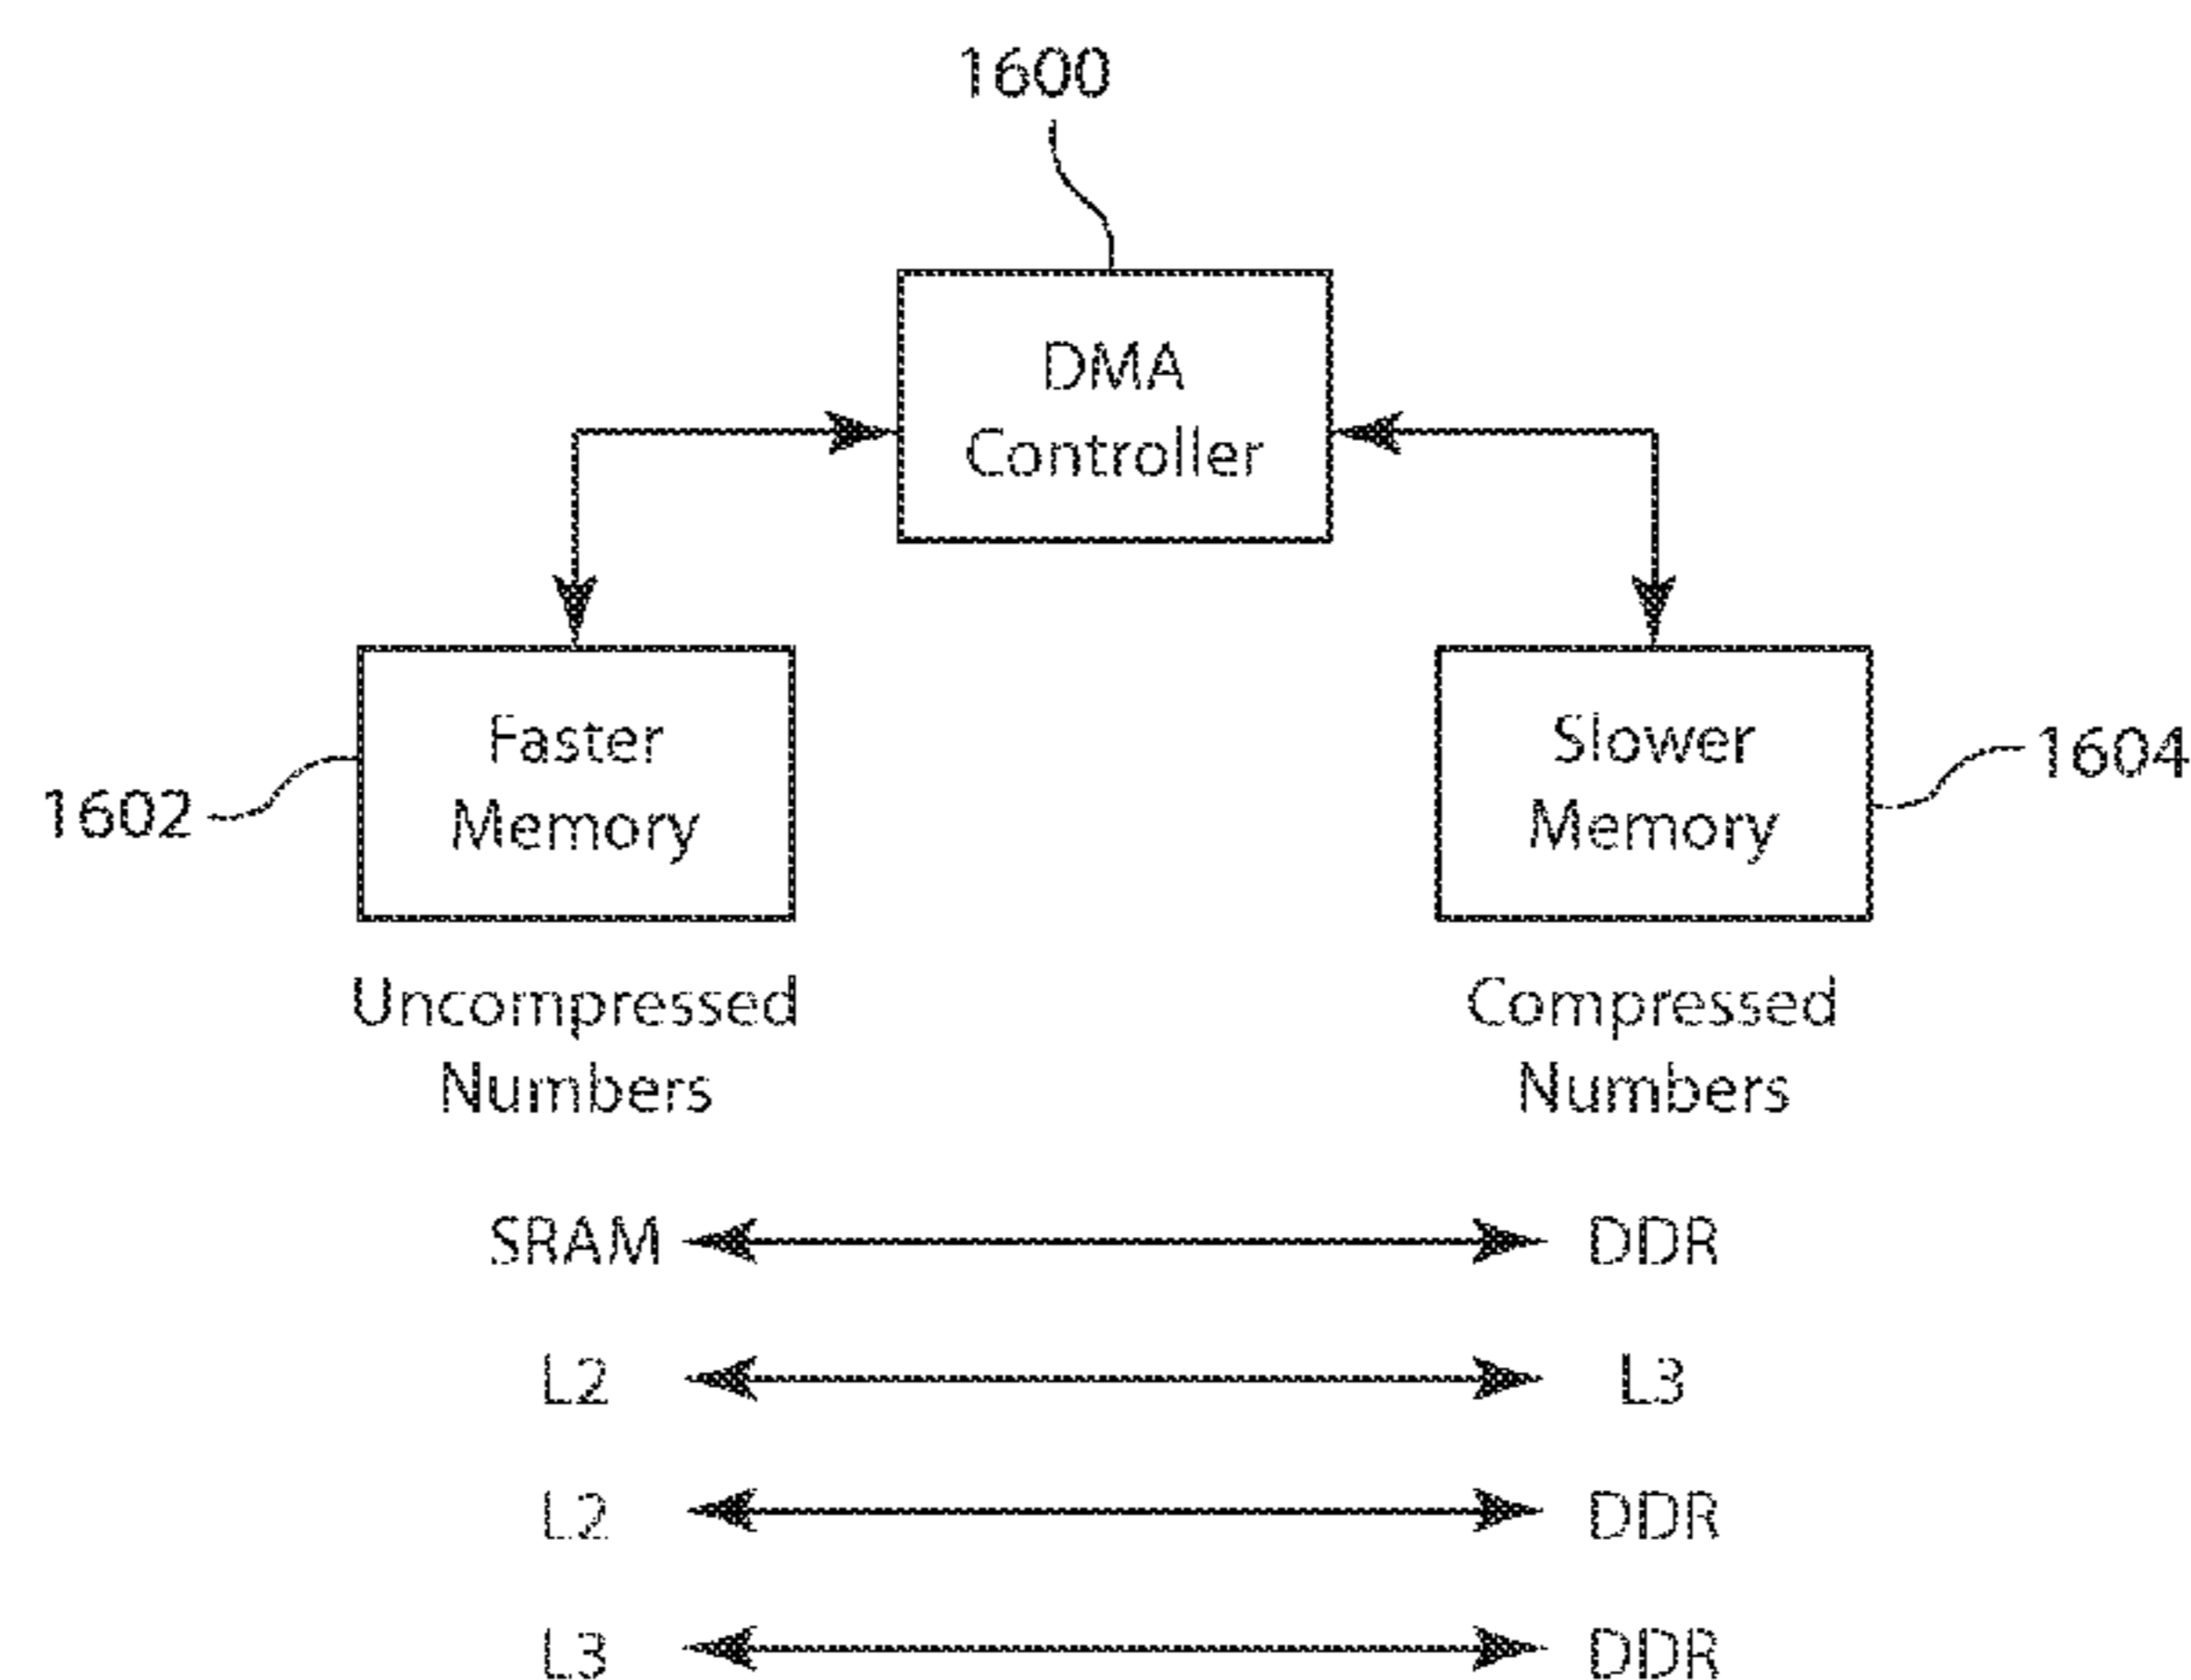 1600
DMA
Controller
Faster
Memory
Slower
Memory
1602
1604
Uncompressed
Numbers
Compressed
Numbers
SRAM DDR
L2 L3
L2 DDR
L3 DDR